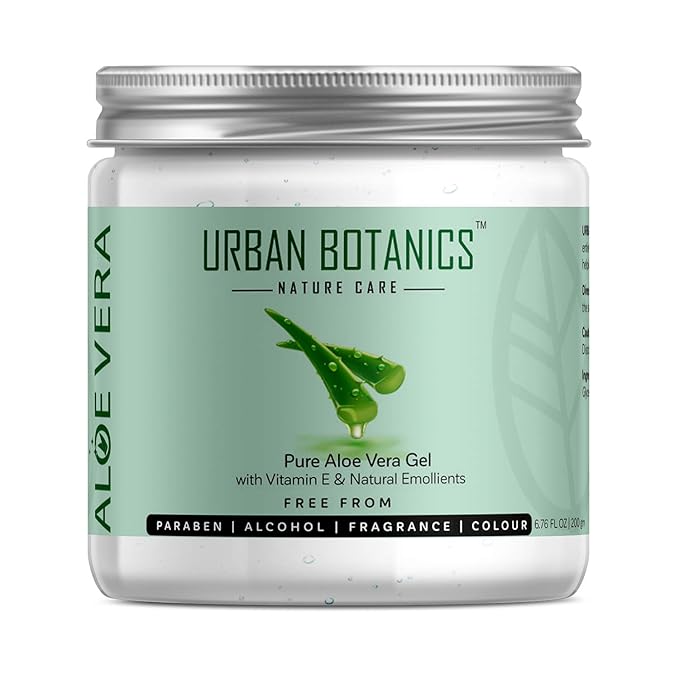 ALOE VERA
URBAN BOTANICS™
NATURE CARE
Pure Aloe Vera Gel
with Vitamin E & Natural Emollients
FREE FROM
PARABEN | ALCOHOL | FRAGRANCE | COLOUR
6.76 FL OZ | 200 gm